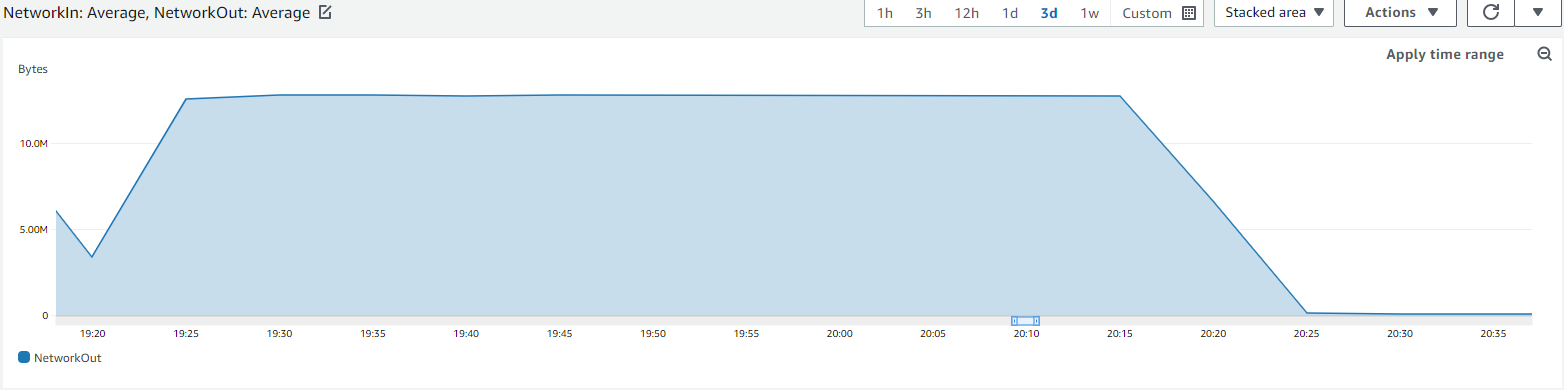 NetworkIn: Average, NetworkOut: Average 1h 3h 12h 1d 3d 1w Custom Stacked area Actions
Apply time range
Bytes
10.0M
5.00M
0
19:20 19:25 19:30 19:35 19:40 19:45 19:50 19:55 20:00 20:05 20:10 20:15 20:20 20:25 20:30 20:35
NetworkOut